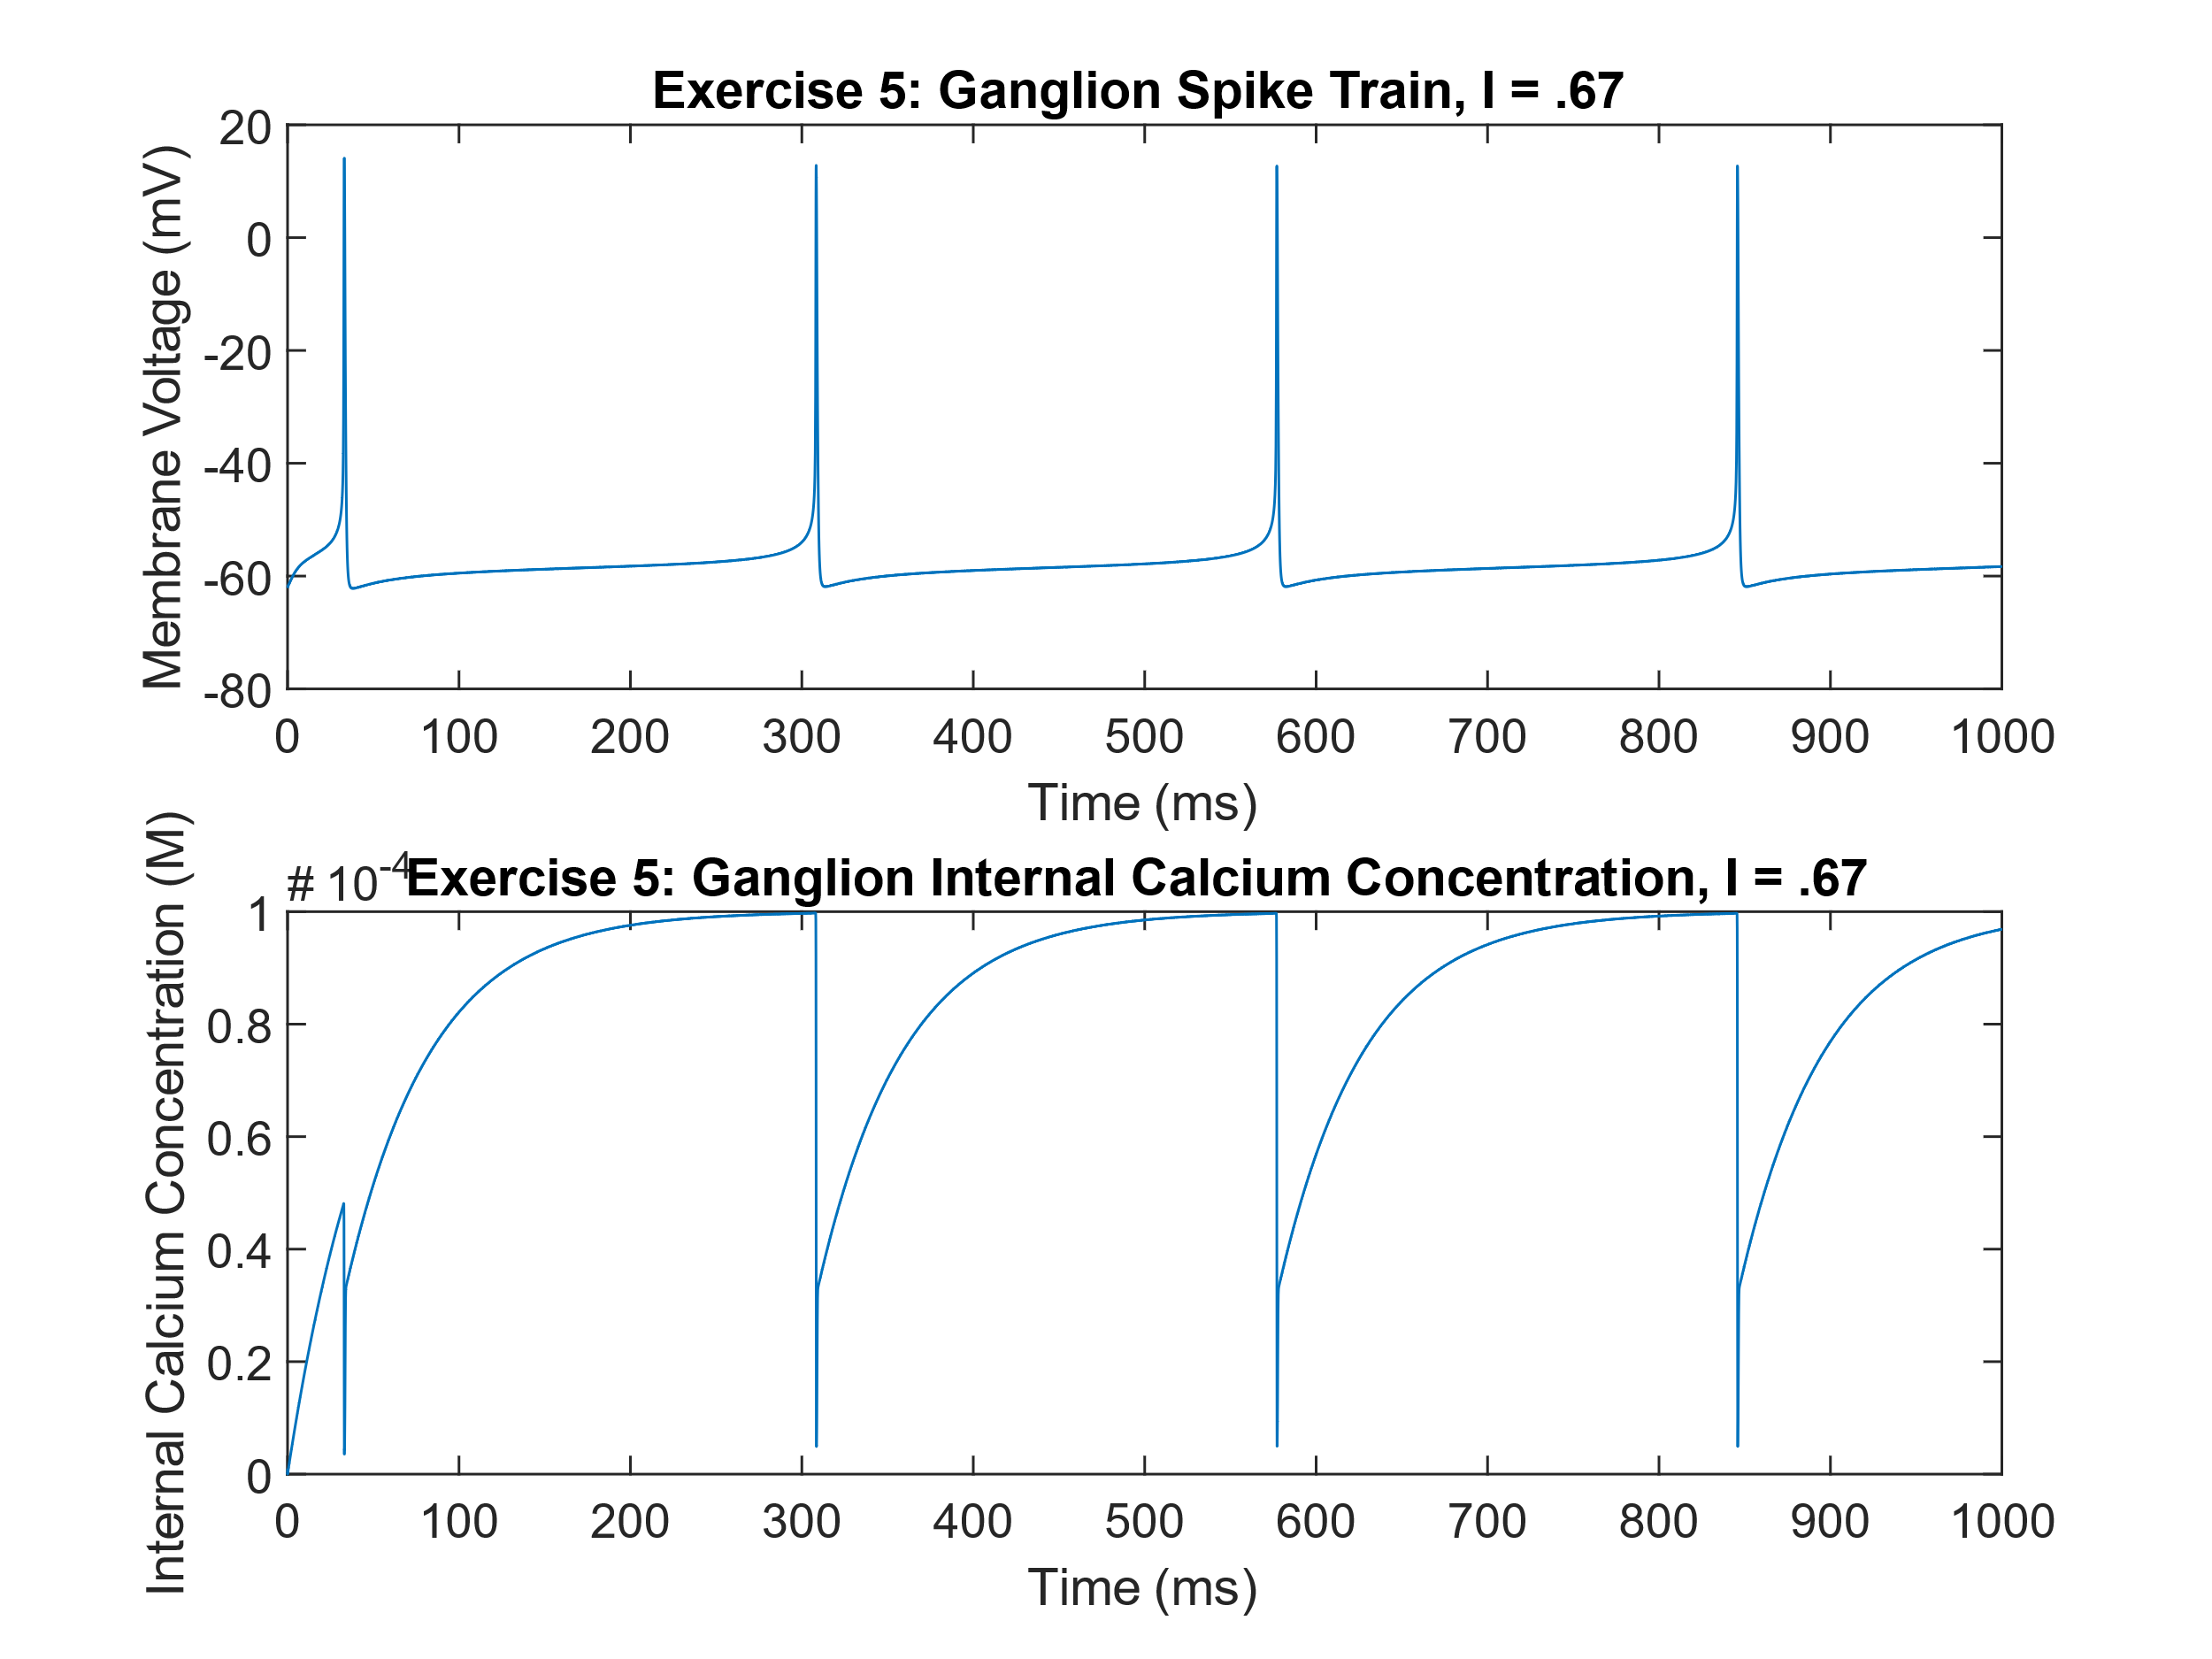 Exercise 5: Ganglion Spike Train, I = .67
20
0
-20
-40
-60
-80
Membrane Voltage (mV)
0 100 200 300 400 500 600 700 800 900 1000
Time (ms)
# 10-4
Exercise 5: Ganglion Internal Calcium Concentration, I = .67
1
0.8
0.6
0.4
0.2
0
Internal Calcium Concentration (M)
0 100 200 300 400 500 600 700 800 900 1000
Time (ms)